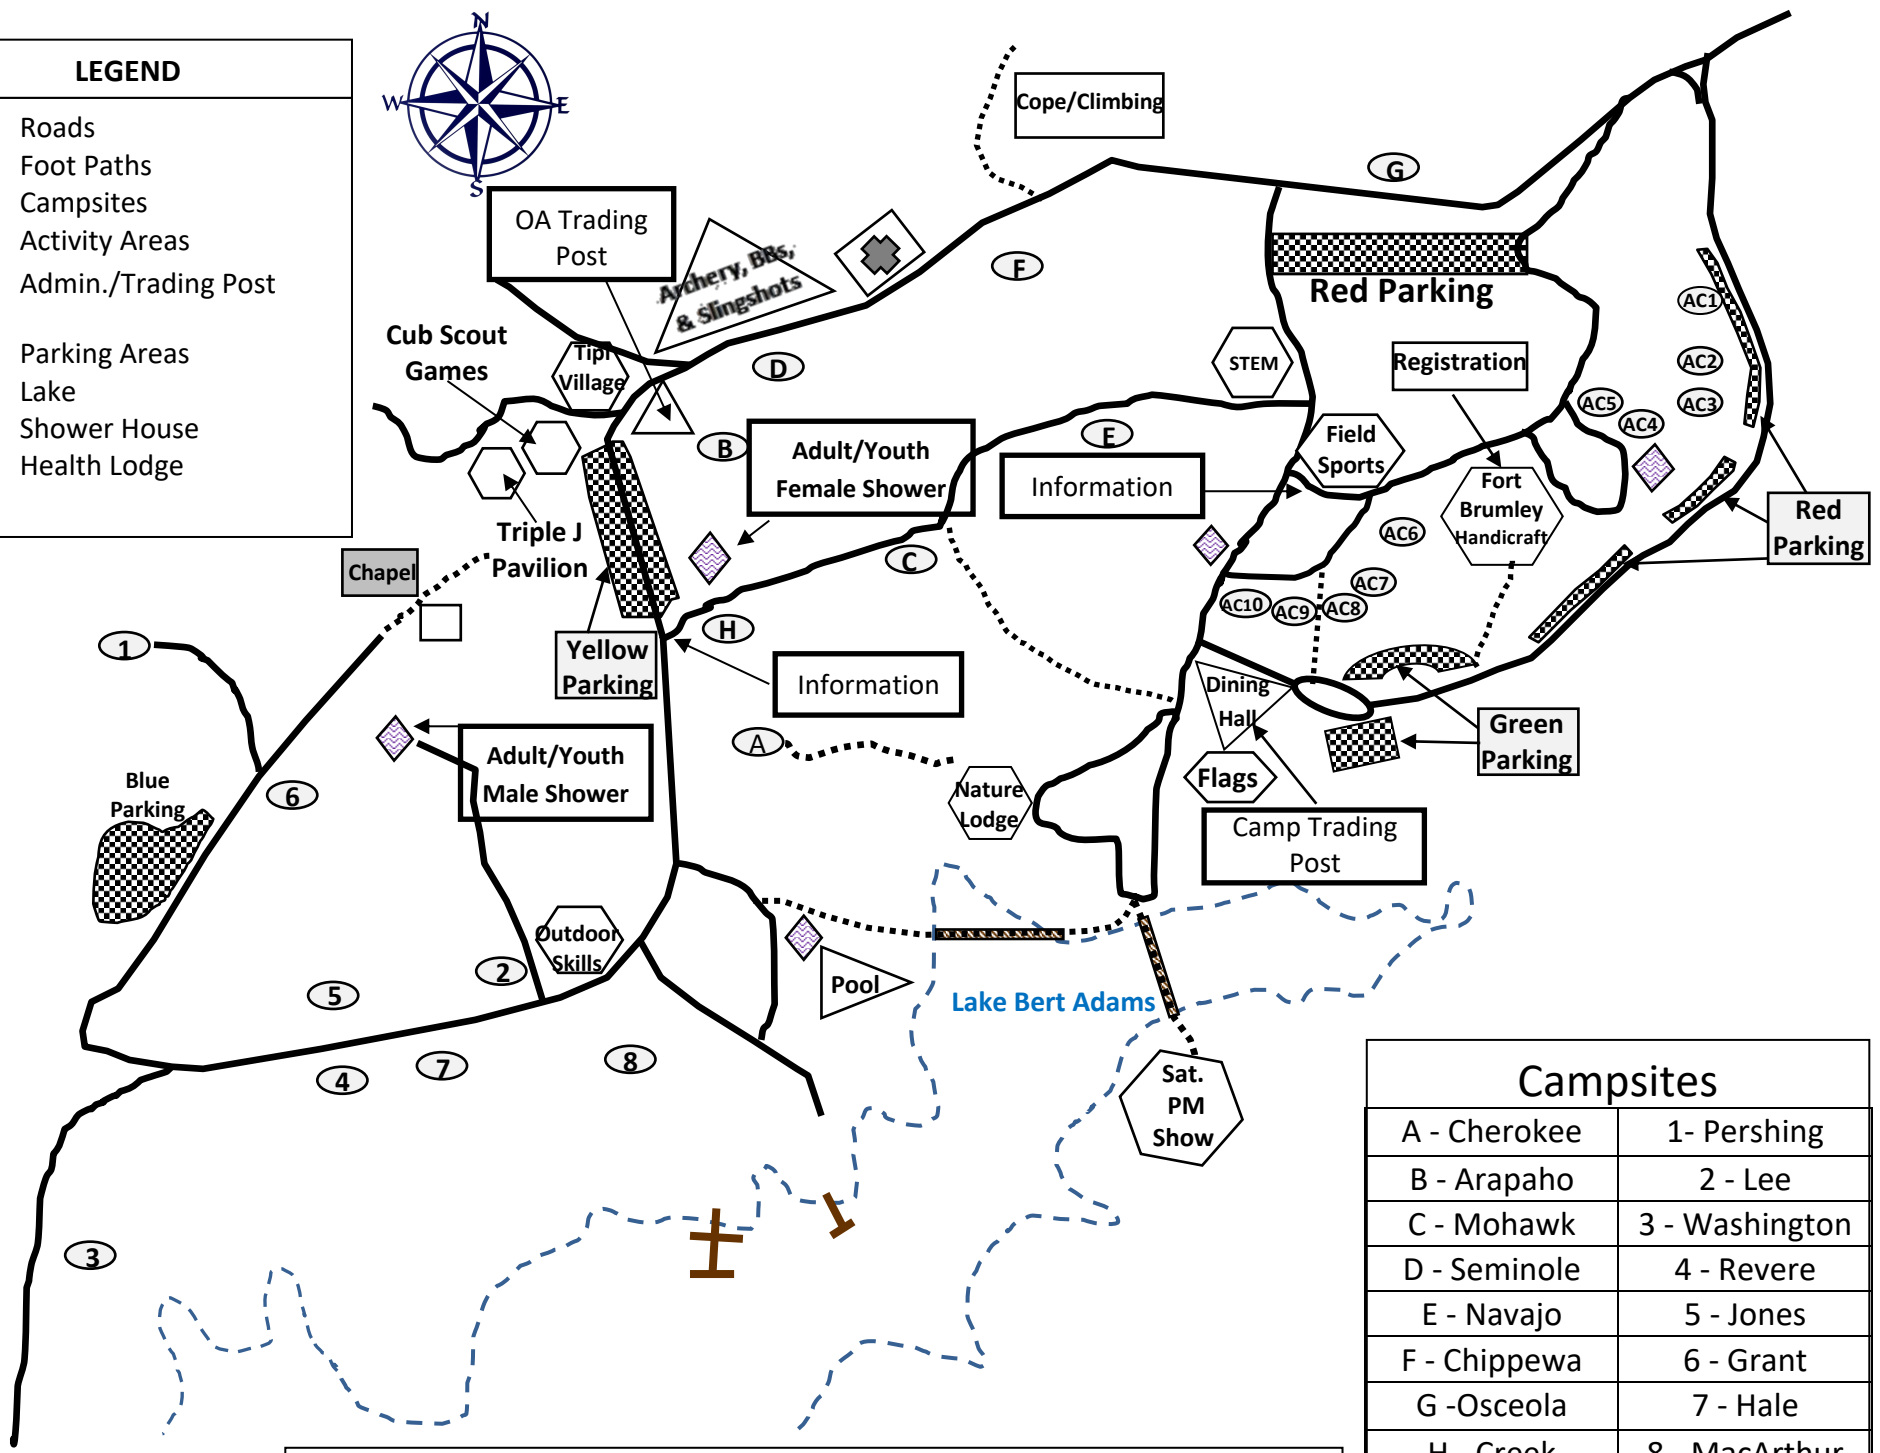 N
W
E
S
LEGEND
Roads
Foot Paths
Campsites
Activity Areas
Admin./Trading Post
Parking Areas
Lake
Shower House
Health Lodge
Cope/Climbing
G
OA Trading
Post
Archery, BBs,
& Slingshots
F
Red Parking
AC1
Cub Scout
Games
Tipi
Village
D
STEM
Registration
AC2
AC5
AC3
AC4
B
Adult/Youth
Female Shower
E
Field
Sports
Information
Fort
Brumley
Handicraft
Red
Parking
Triple J
Pavilion
AC6
Chapel
C
AC7
AC10
AC9
AC8
H
1
Yellow
Parking
Information
Dining
Hall
Green
Parking
A
Adult/Youth
Male Shower
Flags
Blue
Parking
6
Nature
Lodge
Camp Trading
Post
Outdoor
Skills
2
Pool
5
Lake Bert Adams
4
7
8
Sat.
PM
Show
3
Campsites
A - Cherokee 1- Pershing
B - Arapaho 2 - Lee
C - Mohawk 3 - Washington
D - Seminole 4 - Revere
E - Navajo 5 - Jones
F - Chippewa 6 - Grant
G -Osceola 7 - Hale
H - Creek 8 - MacArthur